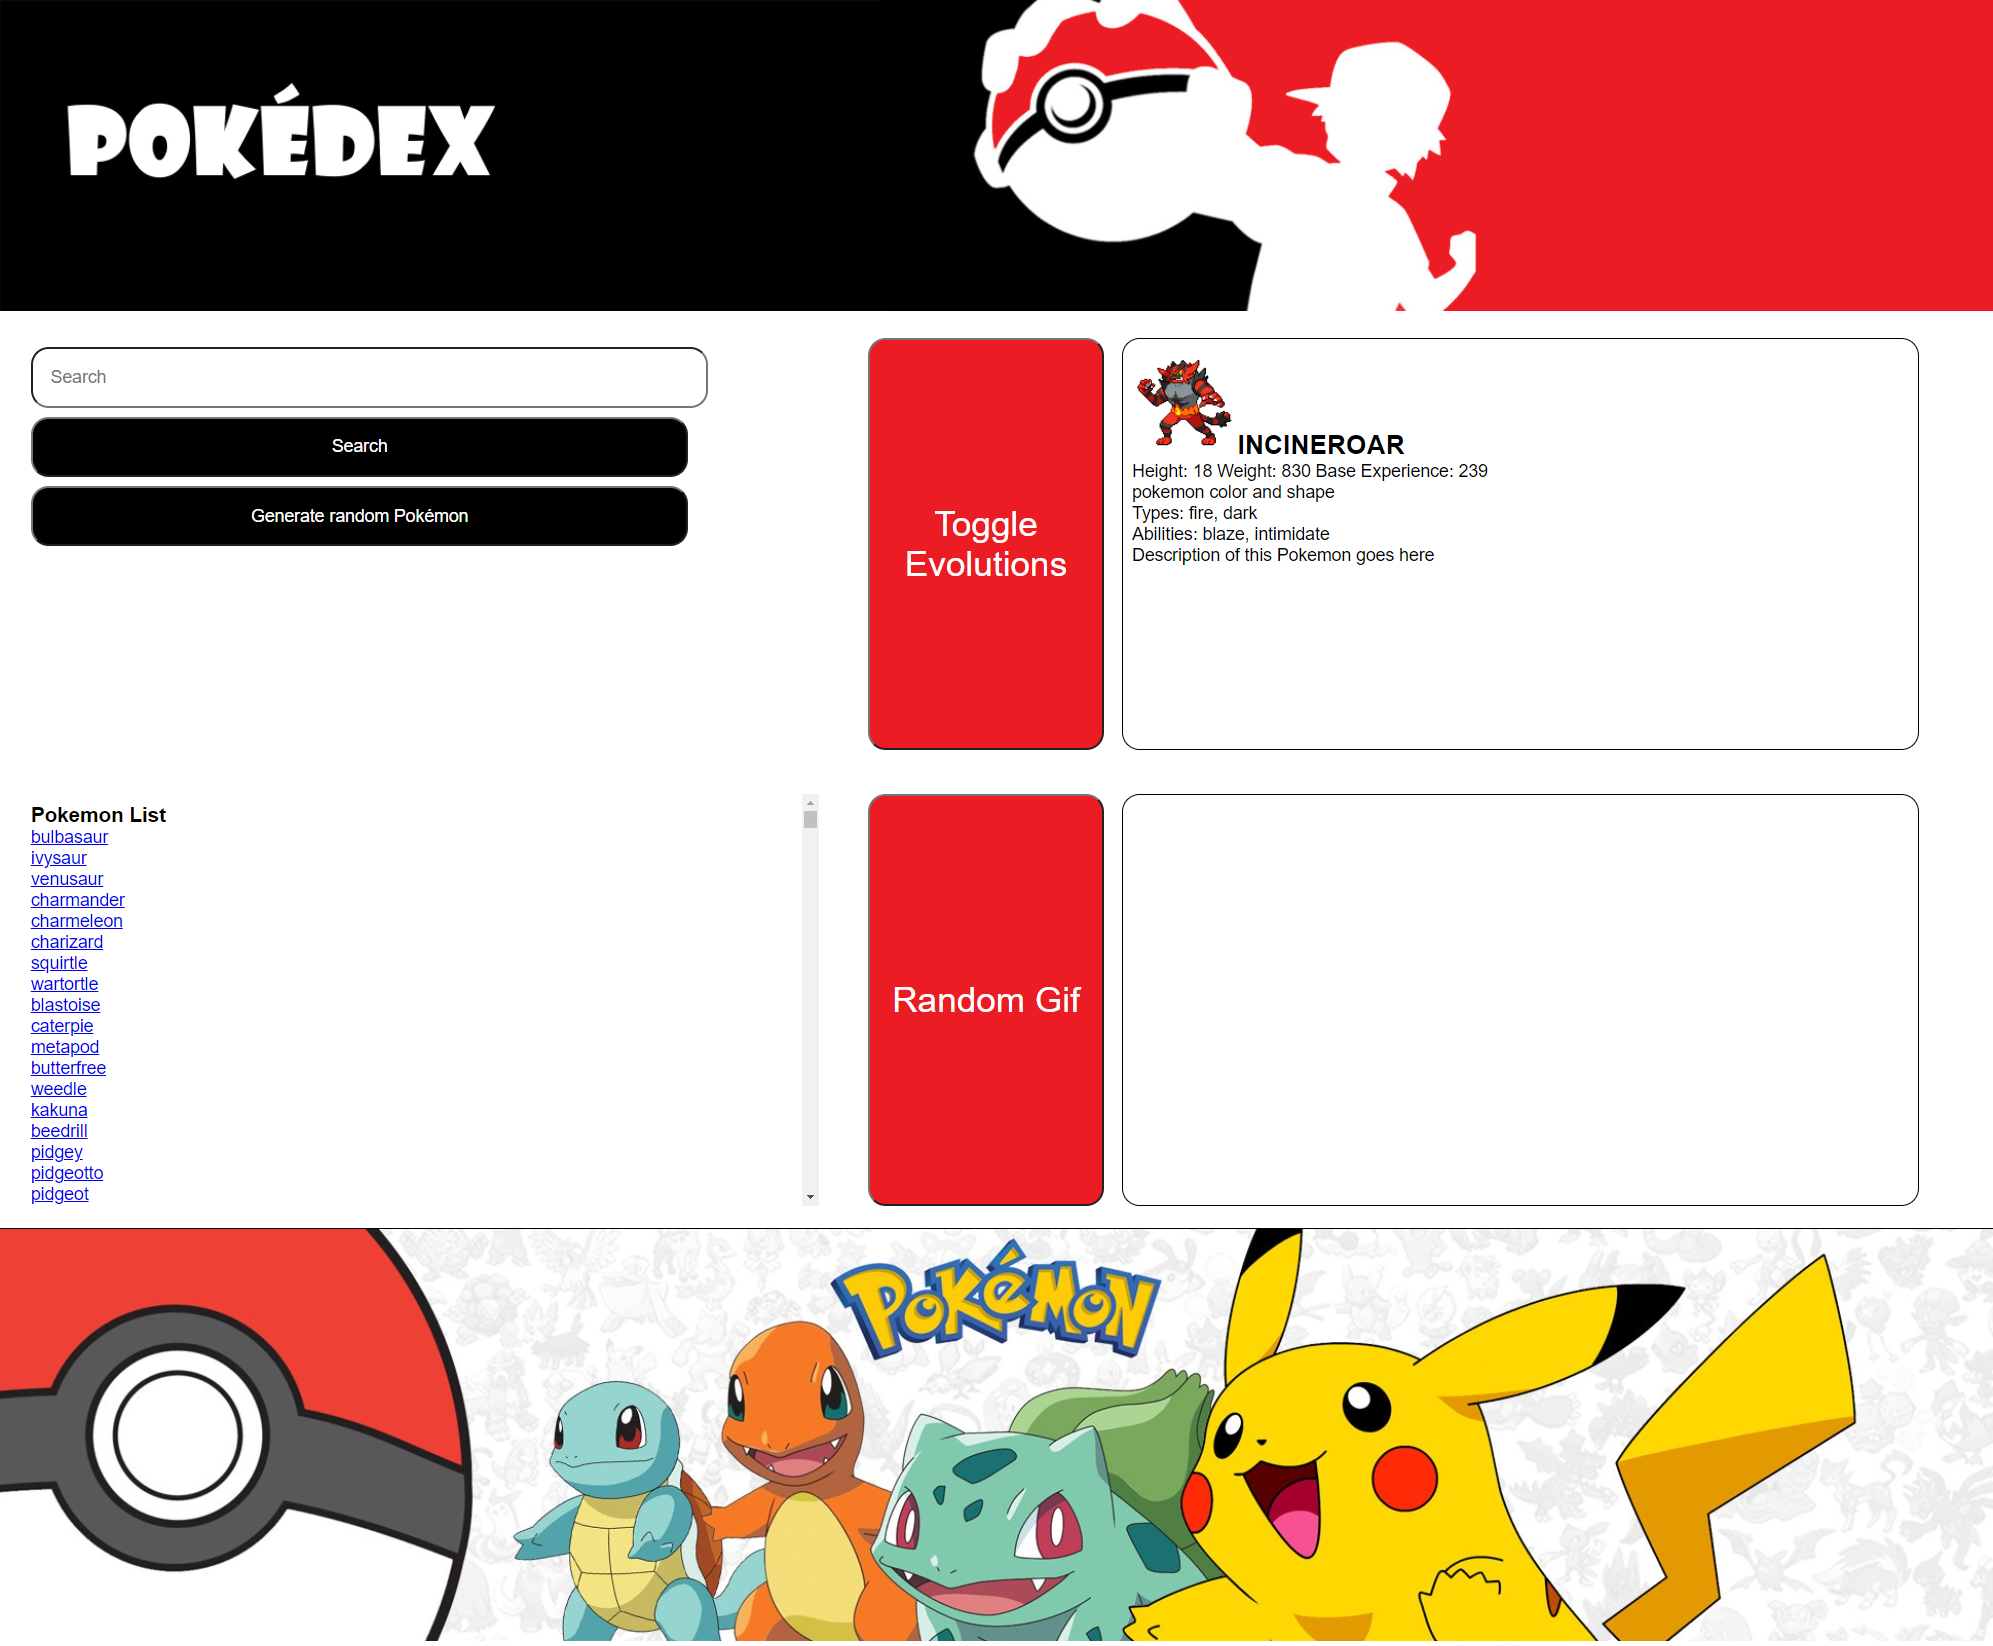 POKÉDEX
Search
Search
Generate random Pokémon
Toggle
Evolutions
INCINEROAR
Height: 18 Weight: 830 Base Experience: 239
pokemon color and shape
Types: fire, dark
Abilities: blaze, intimidate
Description of this Pokemon goes here
Pokemon List
bulbasaur
ivysaur
venusaur
charmander
charmeleon
charizard
squirtle
wartortle
blastoise
caterpie
metapod
butterfree
weedle
kakuna
beedrill
pidgey
pidgeotto
pidgeot
Random Gif
POKéMON